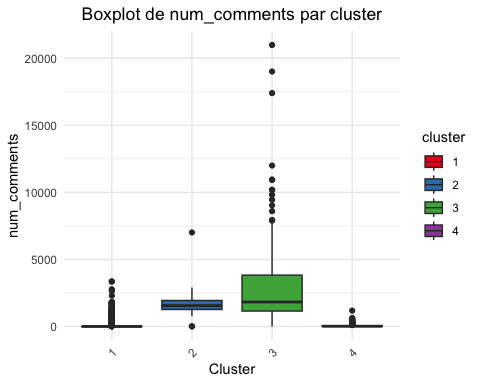 Boxplot de num_comments par cluster
20000
15000
10000
5000
0
num_comments
1 2 3 4
Cluster
cluster
1
2
3
4